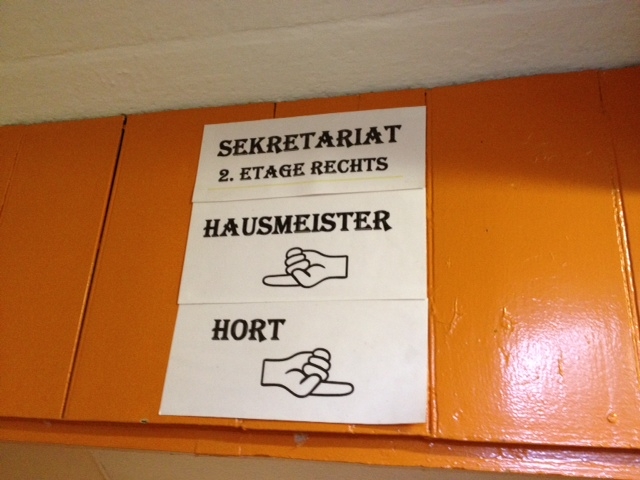 SEKRETARIAT
2. ETAGE RECHTS
HAUSMEISTER
HORT